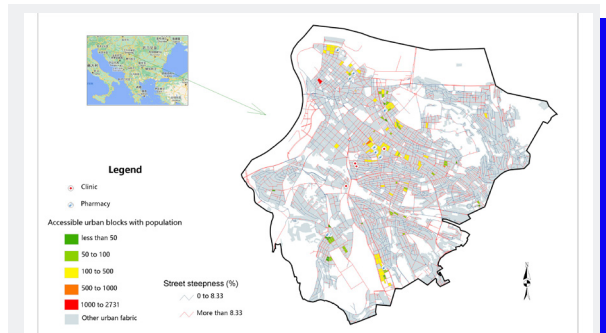 Legend
Clinic
Pharmacy
Accessible urban blocks with population
less than 50
50 to 100
100 to 500
500 to 1000
1000 to 2731
Other urban fabric
Street steepness (%)
0 to 8.33
More than 8.33